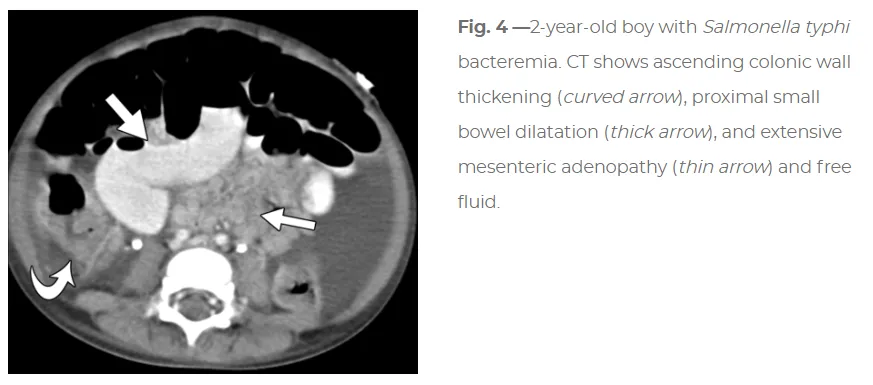 Fig. 4 —2-year-old boy with Salmonella typhi
bacteremia. CT shows ascending colonic wall
thickening (curved arrow), proximal small
bowel dilatation (thick arrow), and extensive
mesenteric adenopathy (thin arrow) and free
fluid.